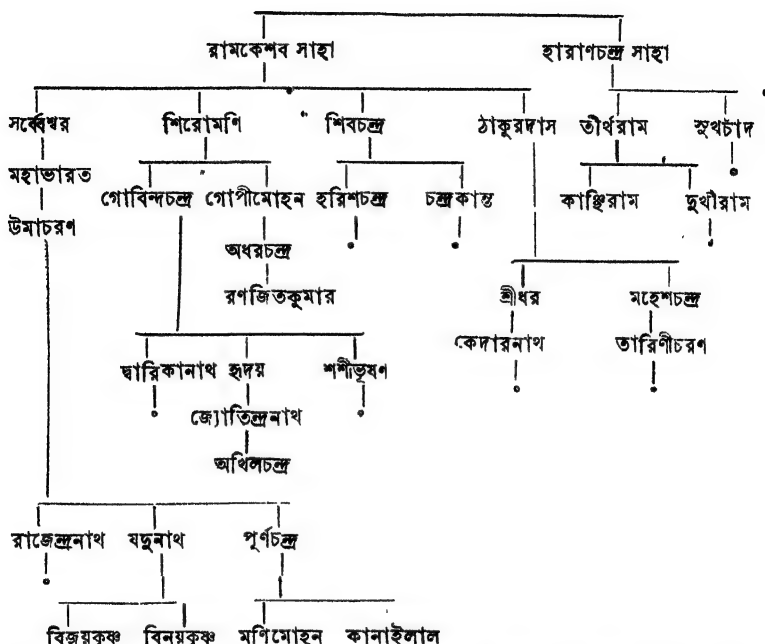 রামকেশব সাহা হারাণচন্দ্র সাহা
সর্ব্বেশ্বর শিরোমণি শিবচন্দ্র ঠাকুরদাস তীর্থরাম সুখচাঁদ
মহাভারত
গোবিন্দচন্দ্র গোপীমোহন হরিশচন্দ্র চন্দ্রকান্ত কাঞ্ছিরাম দুখীরাম
উমাচরণ
অধরচন্দ্র
রণজিতকুমার শ্রীধর মহেশচন্দ্র
কেদারনাথ তারিণীচরণ
দ্বারিকানাথ হৃদয় শশীভূষণ
জ্যোতিন্দ্রনাথ
অখিলচন্দ্র
রাজেন্দ্রনাথ যদুনাথ পূর্ণচন্দ্র
বিজয়কৃষ্ণ বিনয়কৃষ্ণ মণিমোহন কানাইলাল